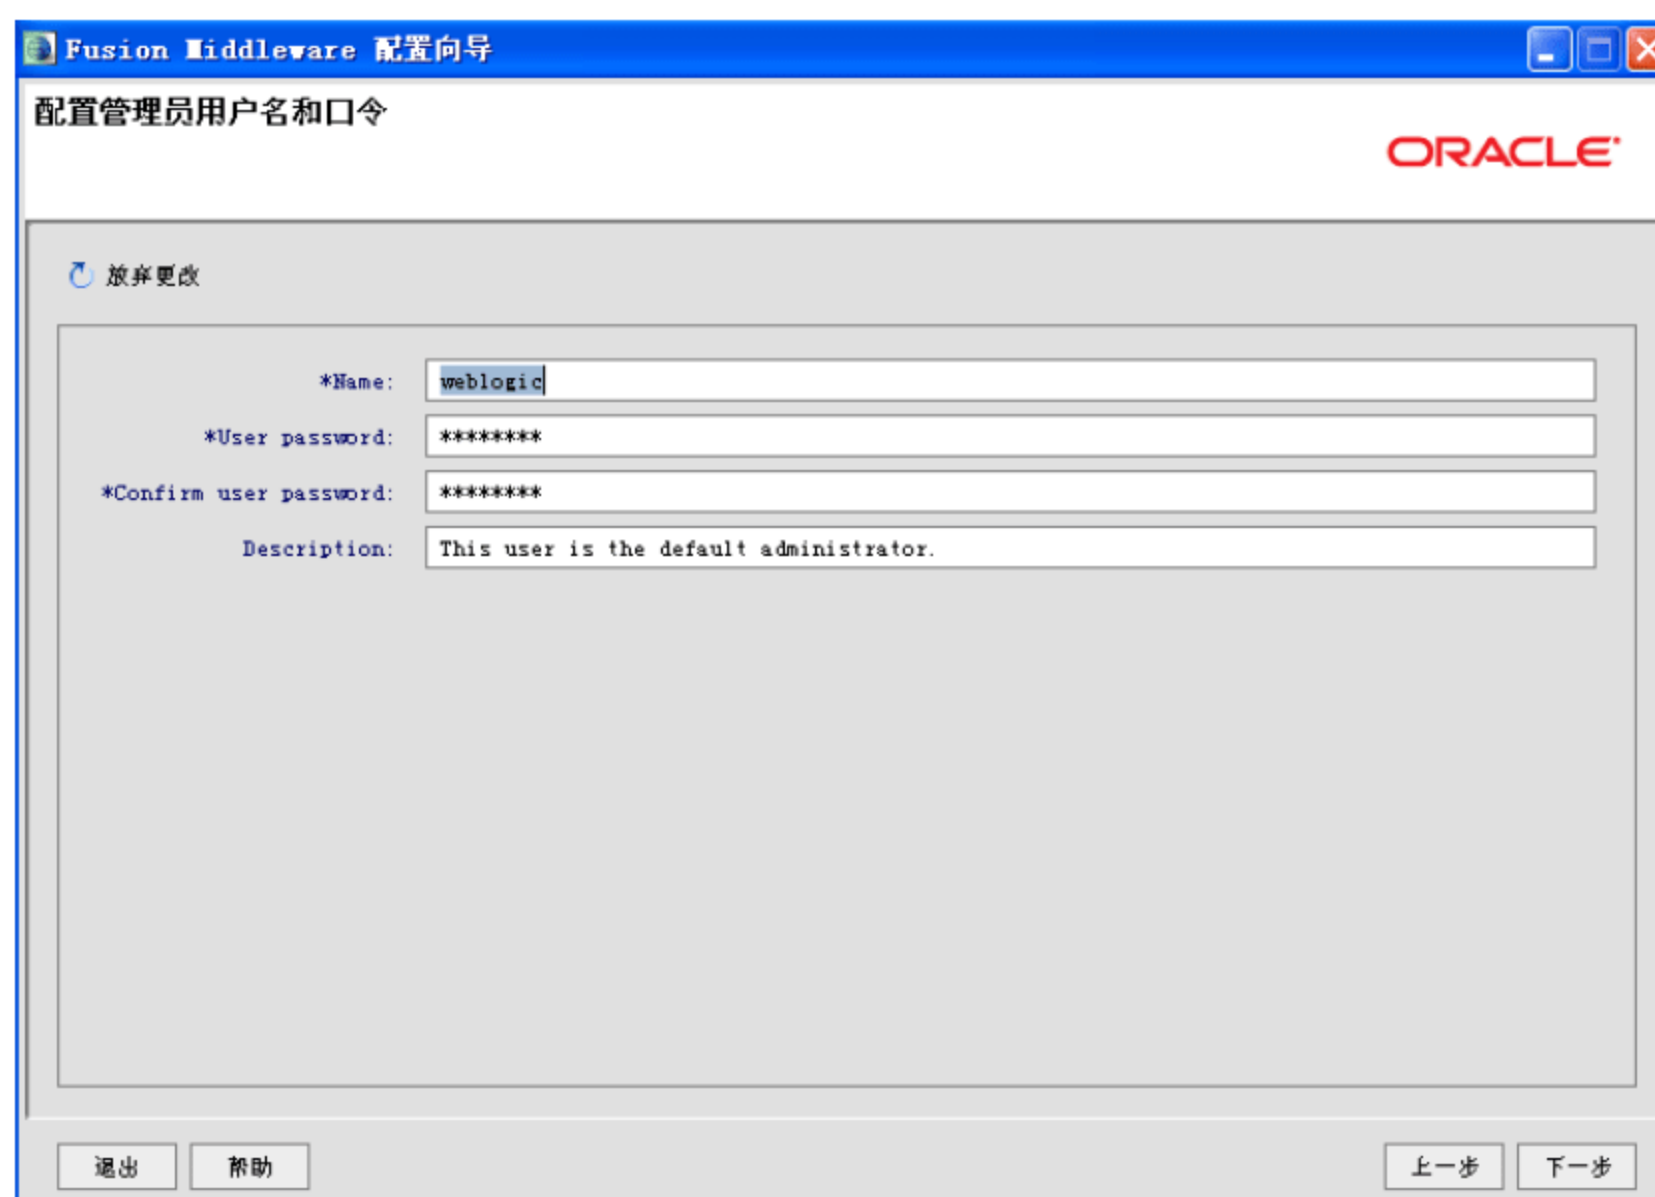 Fusion Middleware 配置向导
配置管理员用户名和口令
ORACLE
放弃更改
*Name: weblogic
*User password: ********
*Confirm user password: ********
Description: This user is the default administrator.
退出 帮助 上一步 下一步